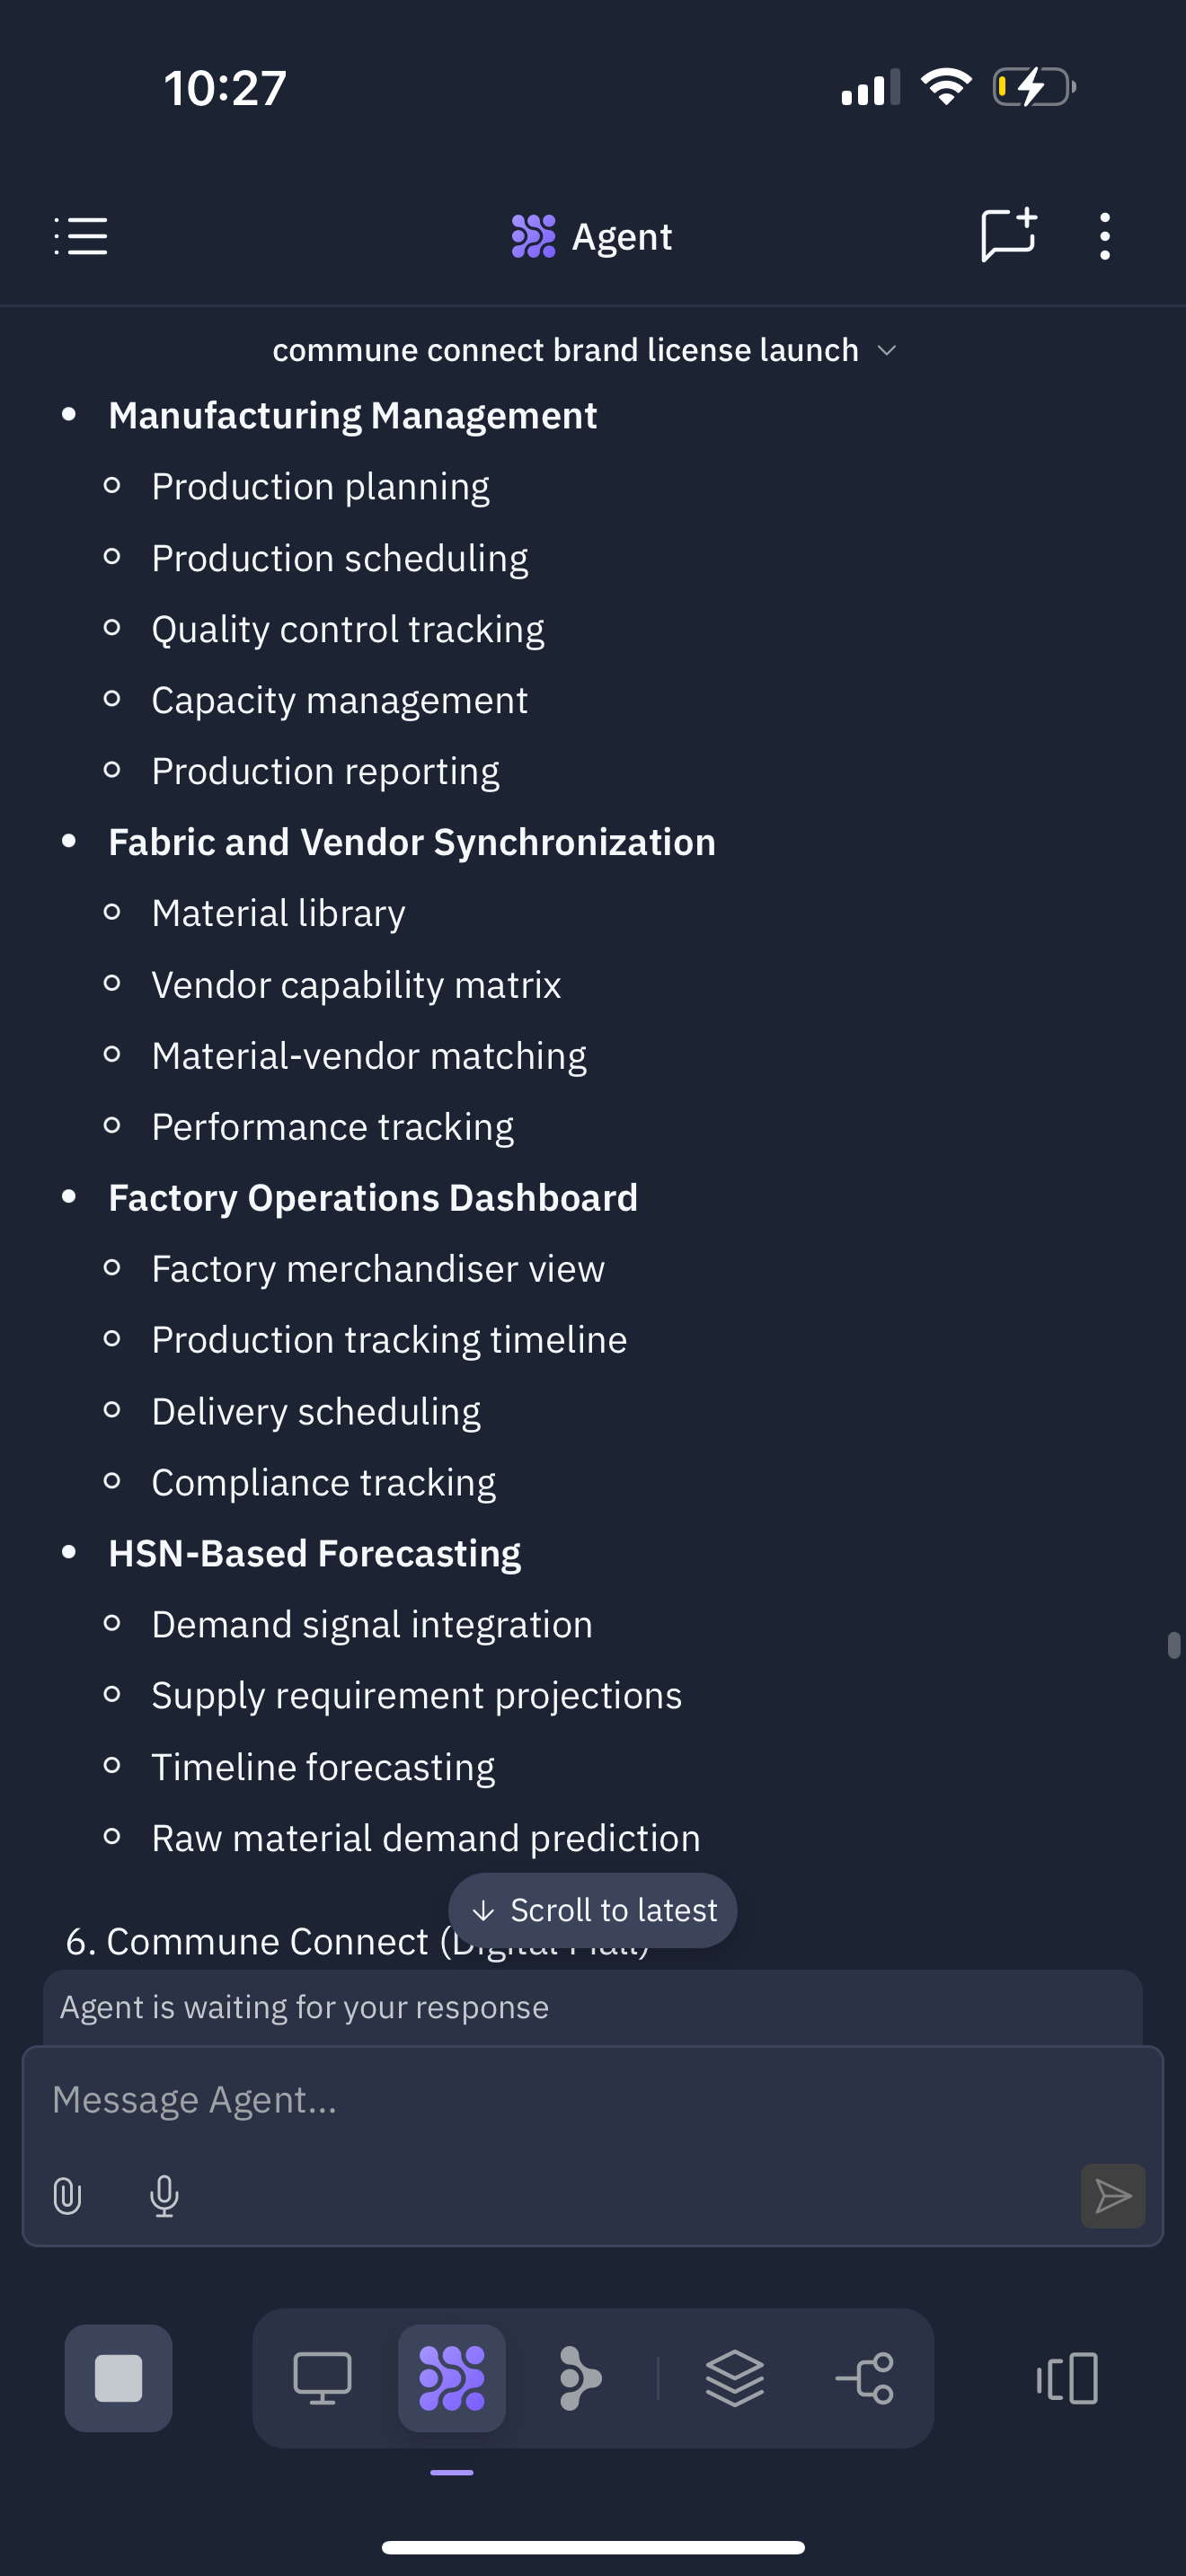 10:27
Agent
commune connect brand license launch
Manufacturing Management
Production planning
Production scheduling
Quality control tracking
Capacity management
Production reporting
Fabric and Vendor Synchronization
Material library
Vendor capability matrix
Material-vendor matching
Performance tracking
Factory Operations Dashboard
Factory merchandiser view
Production tracking timeline
Delivery scheduling
Compliance tracking
HSN-Based Forecasting
Demand signal integration
Supply requirement projections
Timeline forecasting
Raw material demand prediction
Scroll to latest
6. Commune Connect (Digital Mall)
Agent is waiting for your response
Message Agent...